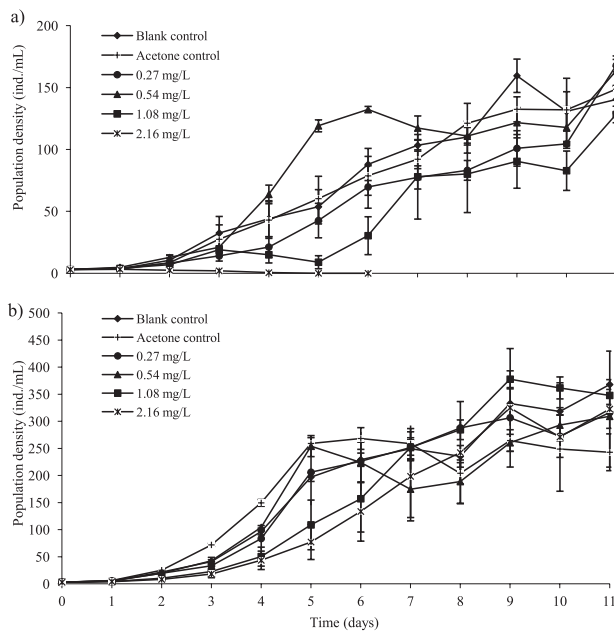 a)
200
150
100
50
0
Population density (ind./mL)
Blank control
Acetone control
0.27 mg/L
0.54 mg/L
1.08 mg/L
2.16 mg/L
b)
500
450
400
350
300
250
200
150
100
50
0
Population density (ind./mL)
Blank control
Acetone control
0.27 mg/L
0.54 mg/L
1.08 mg/L
2.16 mg/L
0 1 2 3 4 5 6 7 8 9 10 11
Time (days)